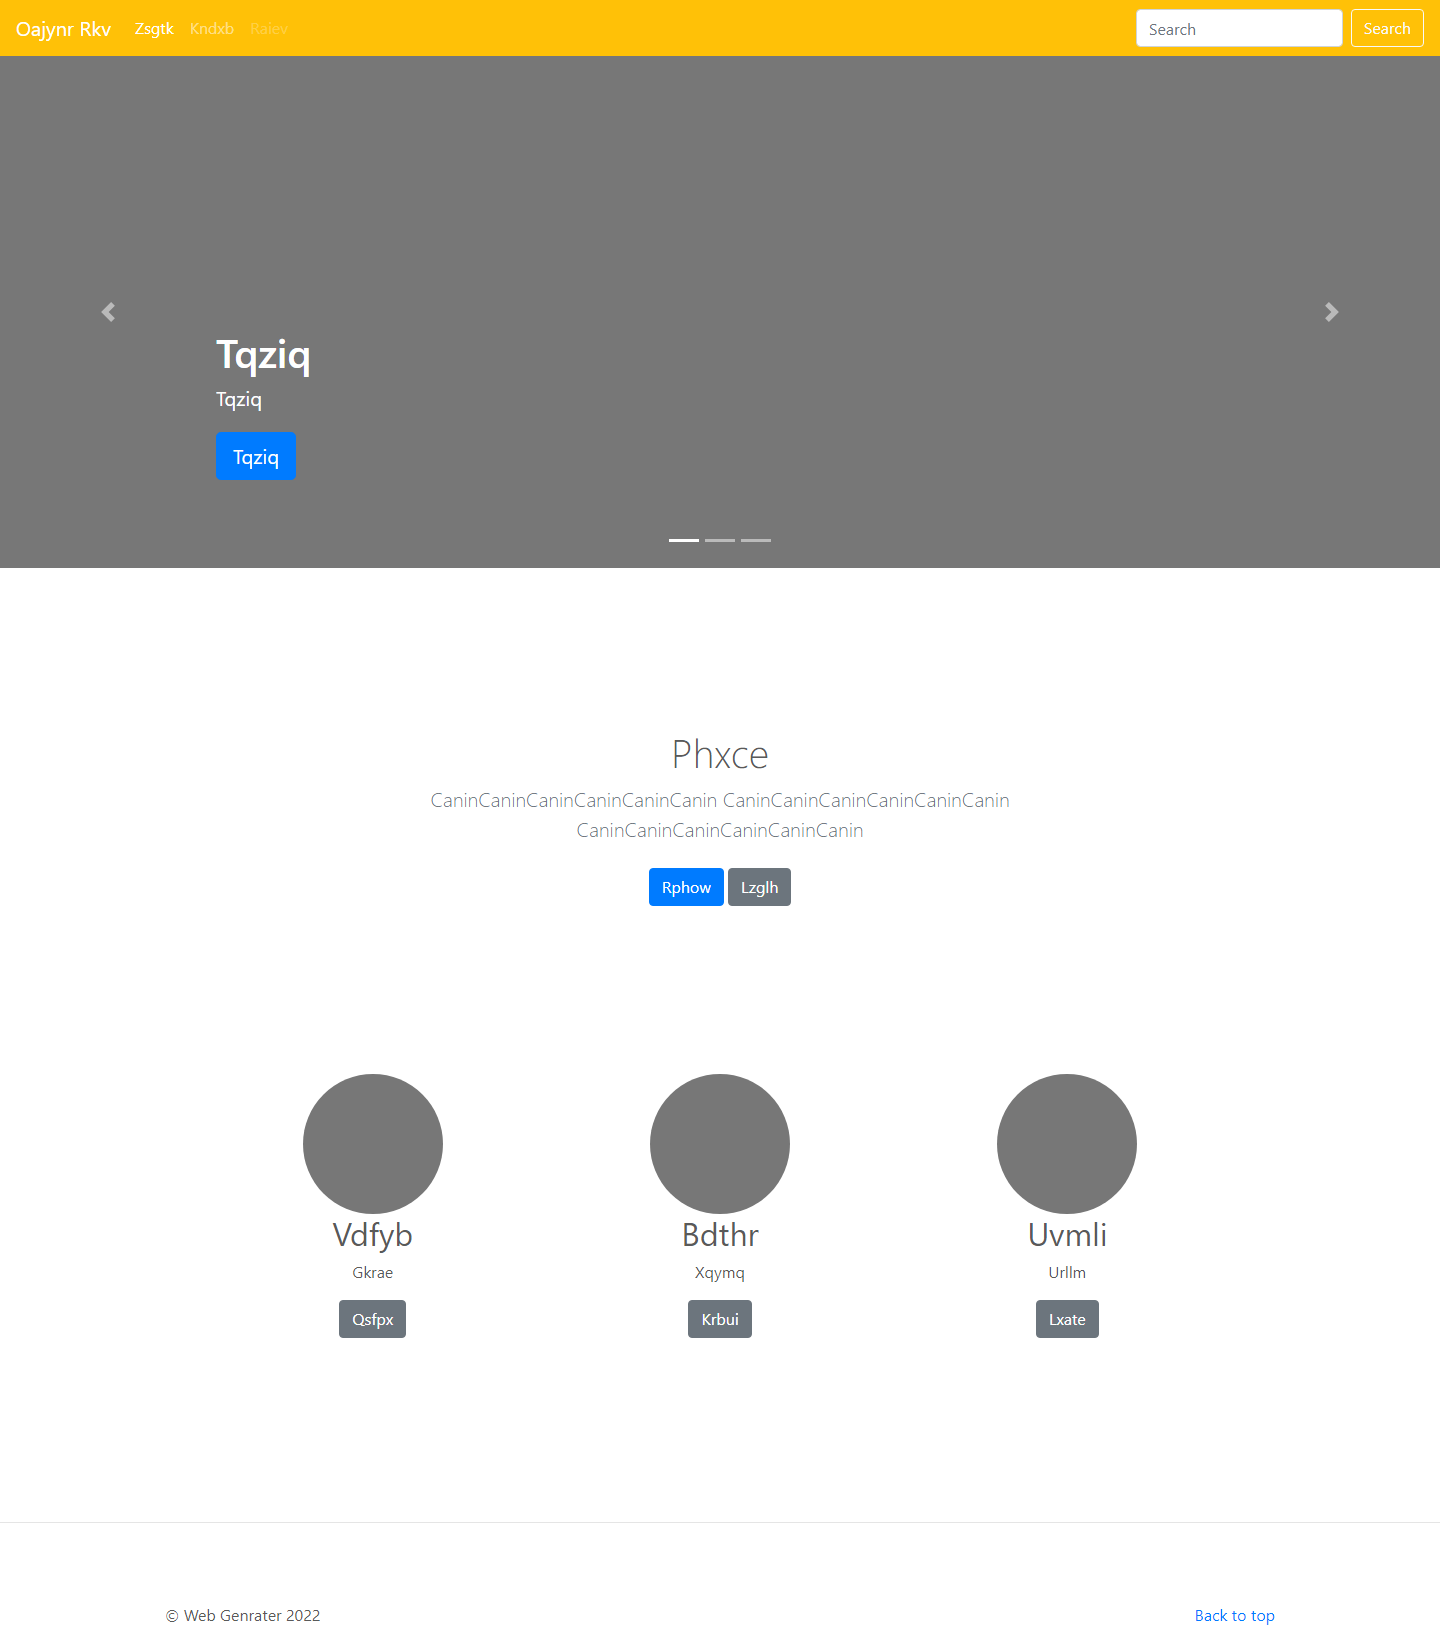 Oajynr Rkv Zsgtk Kndxb Raiev Search Search
Tqziq
Tqziq
Tqziq
Phxce
CaninCaninCaninCaninCaninCanin CaninCaninCaninCaninCaninCanin
CaninCaninCaninCaninCaninCanin
Rphow Lzglh
Vdfyb Bdthr Uvmli
Gkrae Xqymq Urllm
Qsfpx Krbui Lxate
© Web Genrater 2022 Back to top